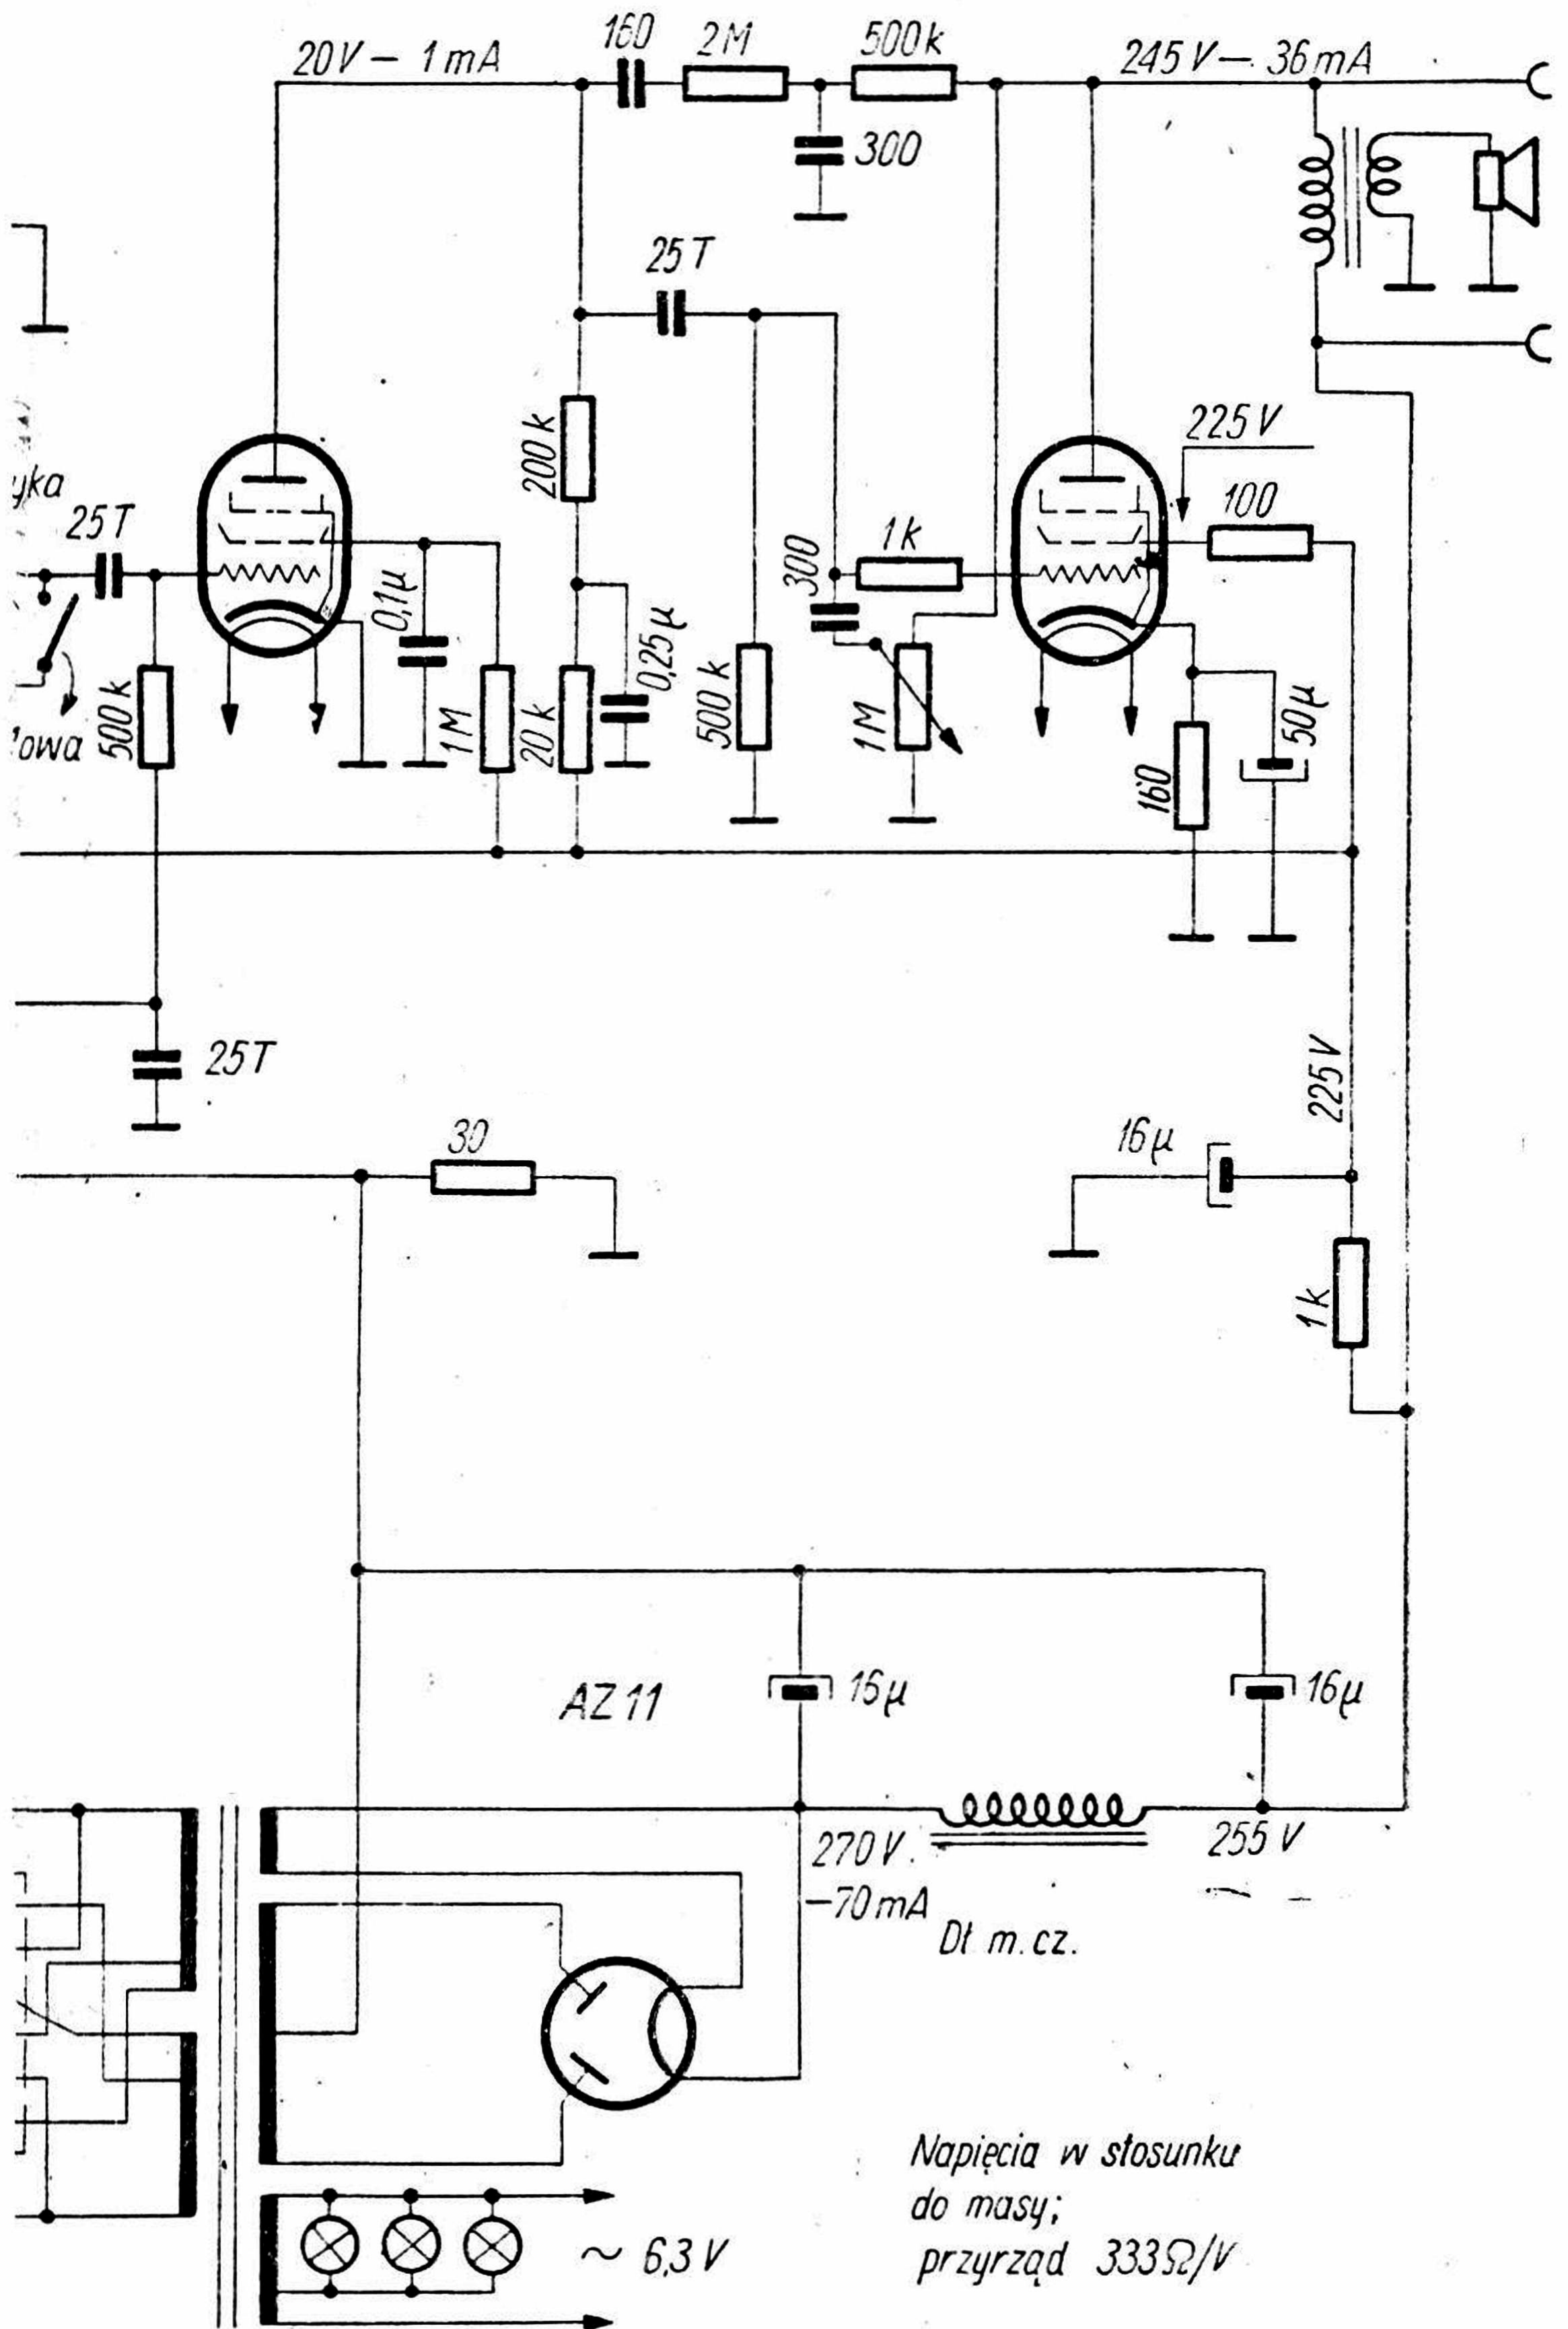 20V – 1mA
160
2M
500k
245V – 36mA
300
25T
225V
200k
yka
25T
100
1k
300
0,1μ
0,25μ
500k
'owa
1M
20k
500k
1M
160
50μ
25T
225V
30
16μ
1k
AZ11
16μ
16μ
270V.
–70mA
255V
Dł m.cz.
~ 6,3V
Napięcia w stosunku
do masy;
przyrząd 333Ω/V